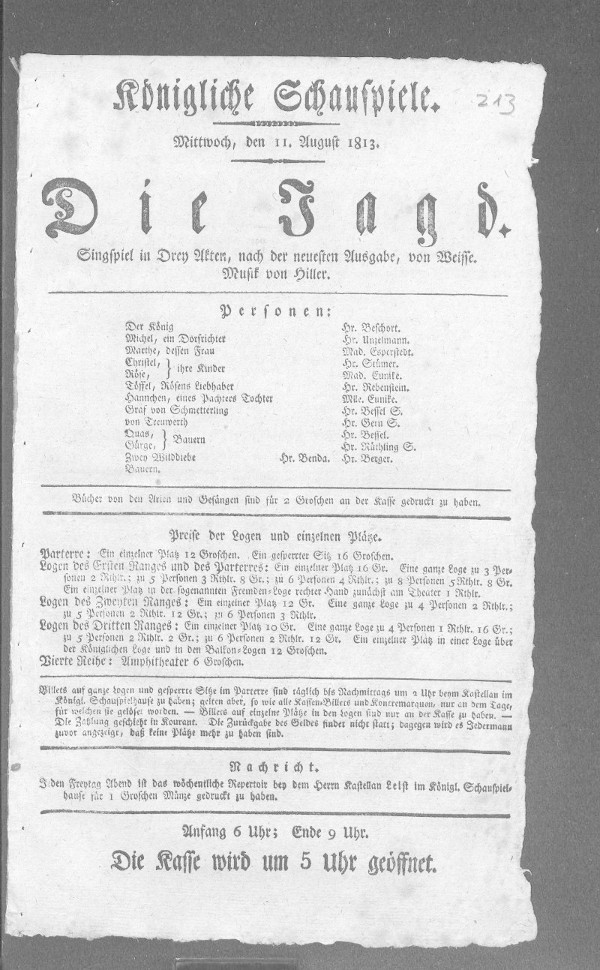 Königliche Schauspiele.
213
Mittwoch, den 11. August 1813.
Die Jagd.
Singspiel in Drey Akten, nach der neuesten Ausgabe, von Weisse.
Musik von Hiller.
Personen:
Der König Hr. Beschort.
Michel, ein Dorfrichter Hr. Unzelmann.
Marthe, dessen Frau Mad. Esperstedt.
Christel, Hr. Stümer.
Röse, } ihre Kinder Mad. Eunike.
Töffel, Rösens Liebhaber Hr. Rebenstein.
Hannchen, eines Pachters Tochter Mlle. Eunike.
Graf von Schmetterling Hr. Bessel S.
von Treuwerth Hr. Gern S.
Quas, Hr. Bessel.
Gürge, } Bauern Hr. Rüthling S.
Zwey Wilddiebe Hr. Benda. Hr. Berger.
Bauern.
Bücher von den Arien und Gesängen sind für 2 Groschen an der Kasse gedruckt zu haben.
Preise der Logen und einzelnen Plätze.
Parterre: Ein einzelner Platz 12 Groschen. Ein gesperrter Sitz 16 Groschen.
Logen des Ersten Ranges und des Parterres: Ein einzelner Platz 16 Gr. Eine ganze Loge zu 3 Per-
sonen 2 Rthlr.; zu 5 Personen 3 Rthlr. 8 Gr.; zu 6 Personen 4 Rthlr.; zu 8 Personen 5 Rthlr. 8 Gr.
Ein einzelner Platz in der sogenannten Fremden-Loge rechter Hand zunächst am Theater 1 Rthlr.
Logen des Zweyten Ranges: Ein einzelner Platz 12 Gr. Eine ganze Loge zu 4 Personen 2 Rthlr.;
zu 5 Personen 2 Rthlr. 12 Gr.; zu 6 Personen 3 Rthlr.
Logen des Dritten Ranges: Ein einzelner Platz 10 Gr. Eine ganze Loge zu 4 Personen 1 Rthlr. 16 Gr.;
zu 5 Personen 2 Rthlr. 2 Gr.; zu 6 Personen 2 Rthlr. 12 Gr. Ein einzelner Platz in einer Loge über
der Königlichen Loge und in den Balkon-Logen 12 Groschen.
Vierte Reihe: Amphitheater 6 Groschen.
Billets auf ganze Logen und gesperrte Sitze im Parterre sind täglich bis Nachmittags um 2 Uhr beym Kastellan im
Königl. Schauspielhause zu haben; gelten aber, so wie alle Kassen-Billets und Kontremarquen, nur an dem Tage,
für welchen sie gelöset worden. — Billets auf einzelne Plätze in den Logen sind nur an der Kasse zu haben. —
Die Zahlung geschieht in Kourant. Die Zurückgabe des Geldes findet nicht statt; dagegen wird es Jedermann
zuvor angezeigt, daß keine Plätze mehr zu haben sind.
Nachricht.
Jeden Freytag Abend ist das wöchentliche Repertoir bey dem Herrn Kastellan Leist im Königl. Schauspiel-
hause für 1 Groschen Münze gedruckt zu haben.
Anfang 6 Uhr; Ende 9 Uhr.
Die Kasse wird um 5 Uhr geöffnet.